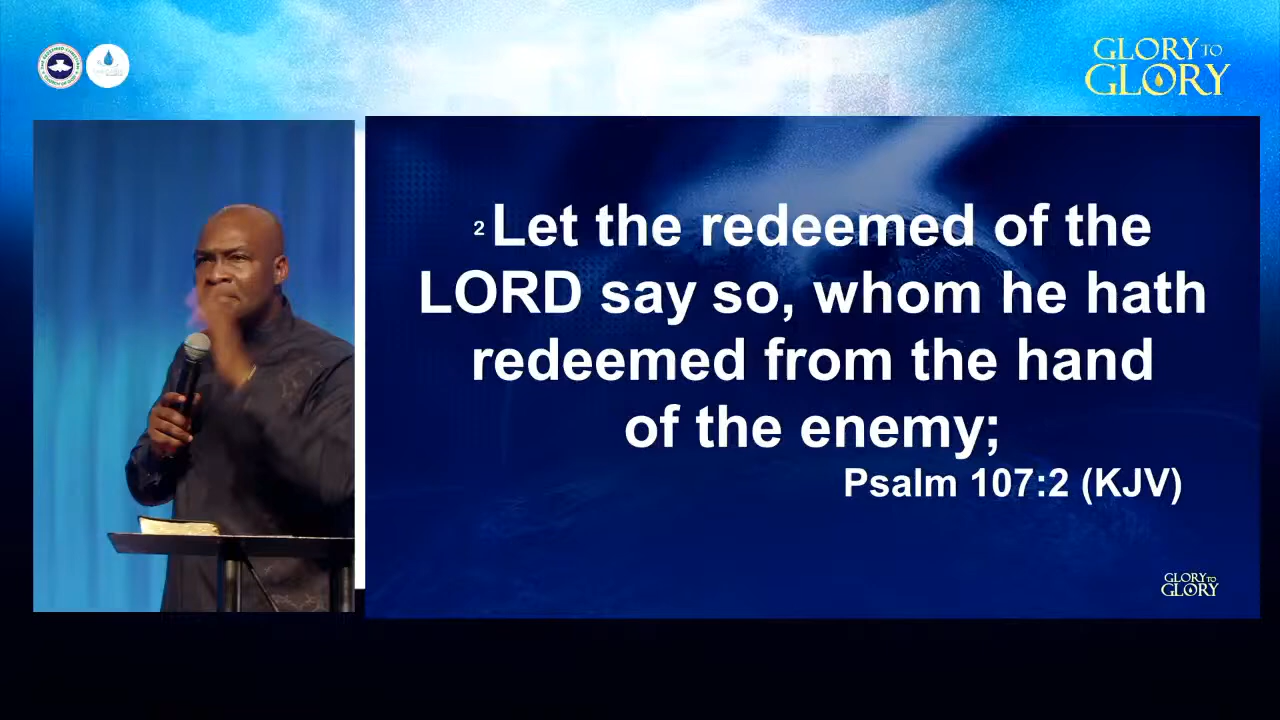 GLORY TO
GLORY
2 Let the redeemed of the
LORD say so, whom he hath
redeemed from the hand
of the enemy;
Psalm 107:2 (KJV)
GLORY TO
GLORY